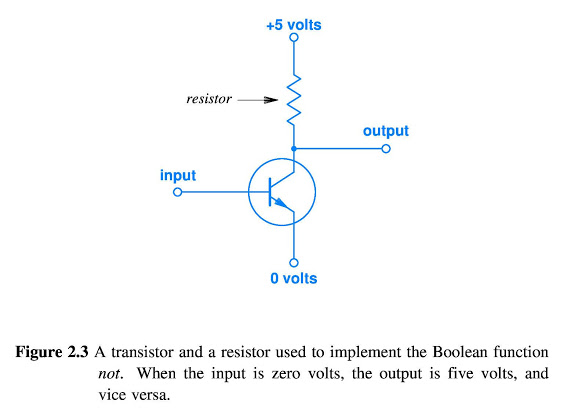 +5 volts
resistor
output
input
0 volts
Figure 2.3 A transistor and a resistor used to implement the Boolean function
not. When the input is zero volts, the output is five volts, and
vice versa.